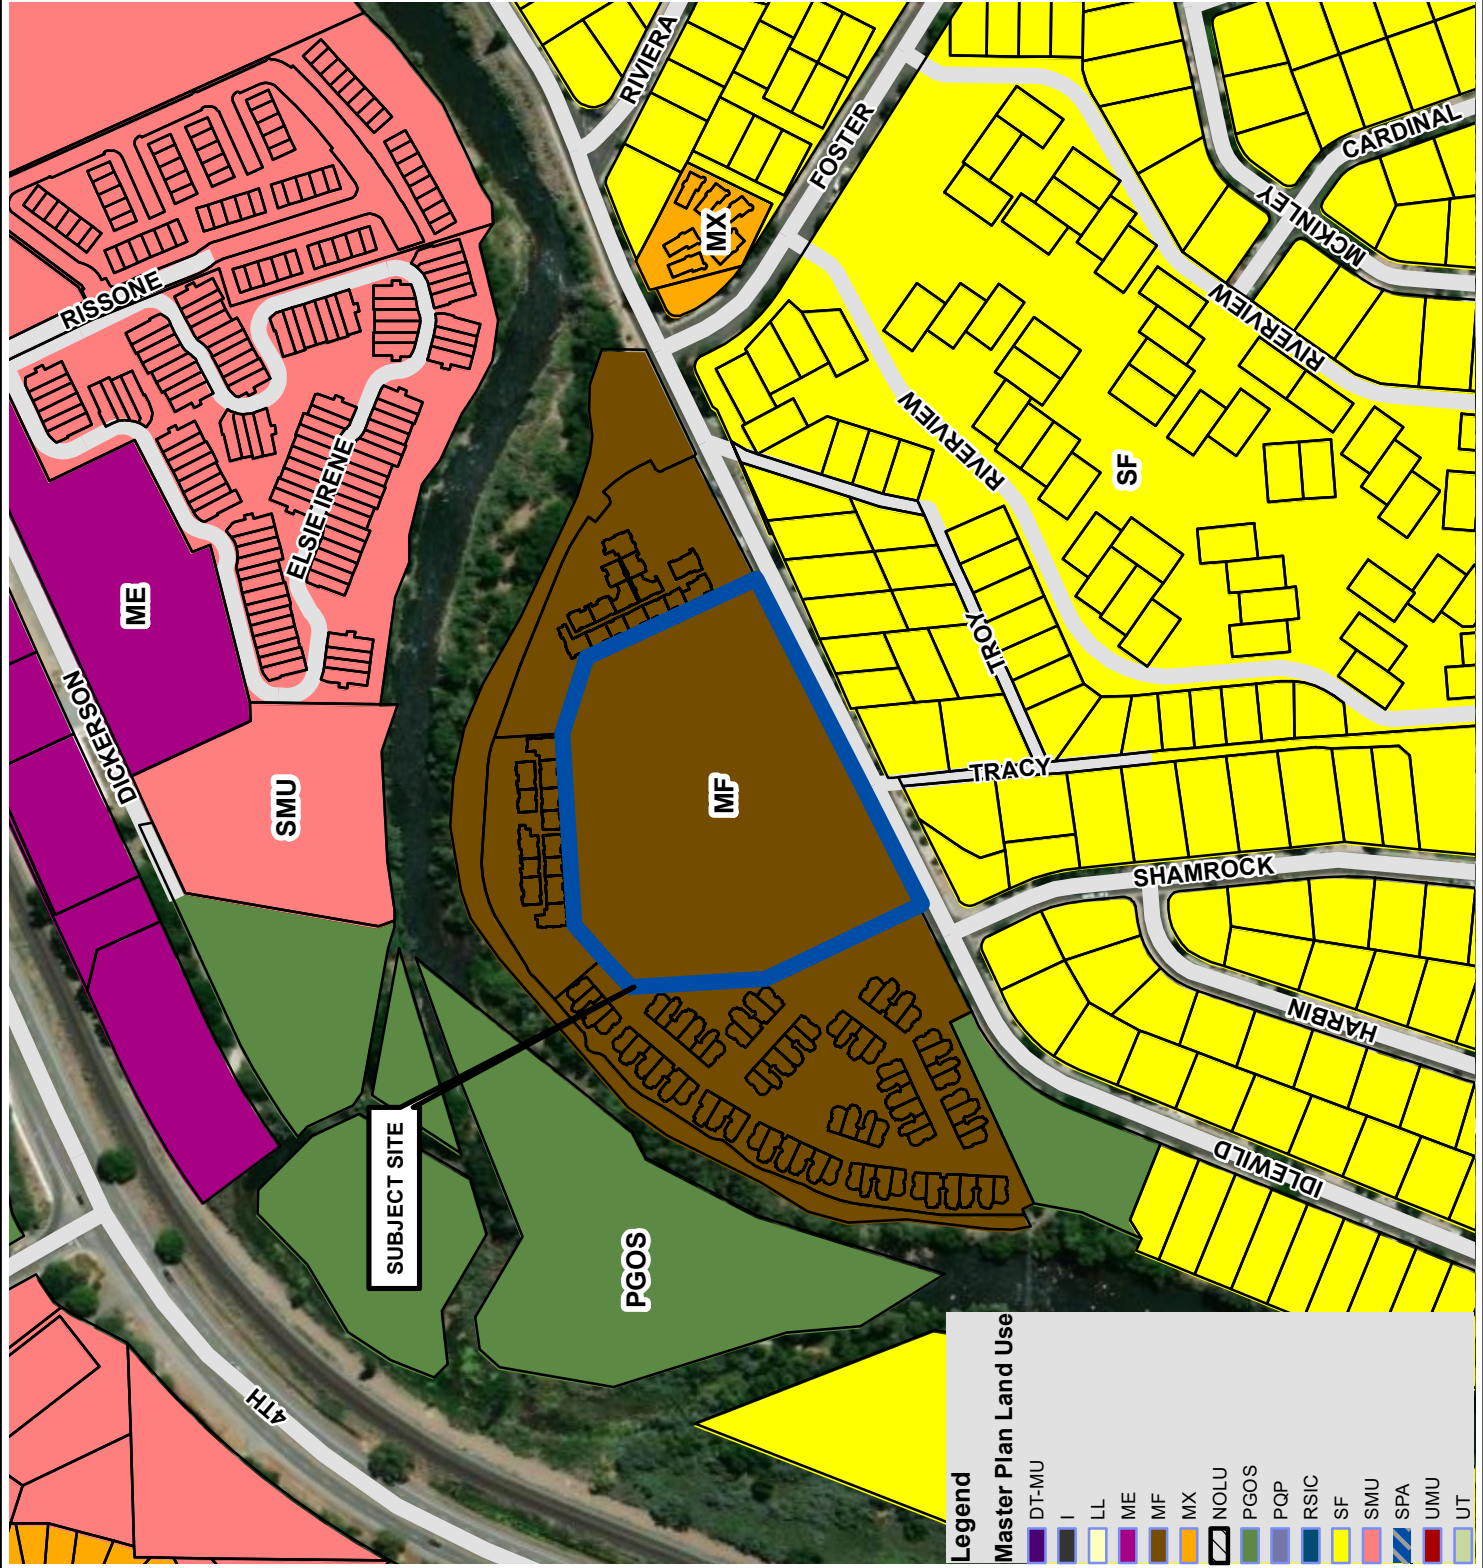 RIVIERA
FOSTER
MX
CARDINAL
MCKINLEY
RISSONE
RIVERVIEW
RIVERVIEW
SF
ELSIE IRENE
ME
TROY
DICKERSON
SMU
MF
TRACY
SHAMROCK
HARBIN
SUBJECT SITE
IDLEWILD
PGOS
4TH
Legend
Master Plan Land Use
DT-MU
I
LL
ME
MF
MX
NOLU
PGOS
PQP
RSIC
SF
SMU
SPA
UMU
UT